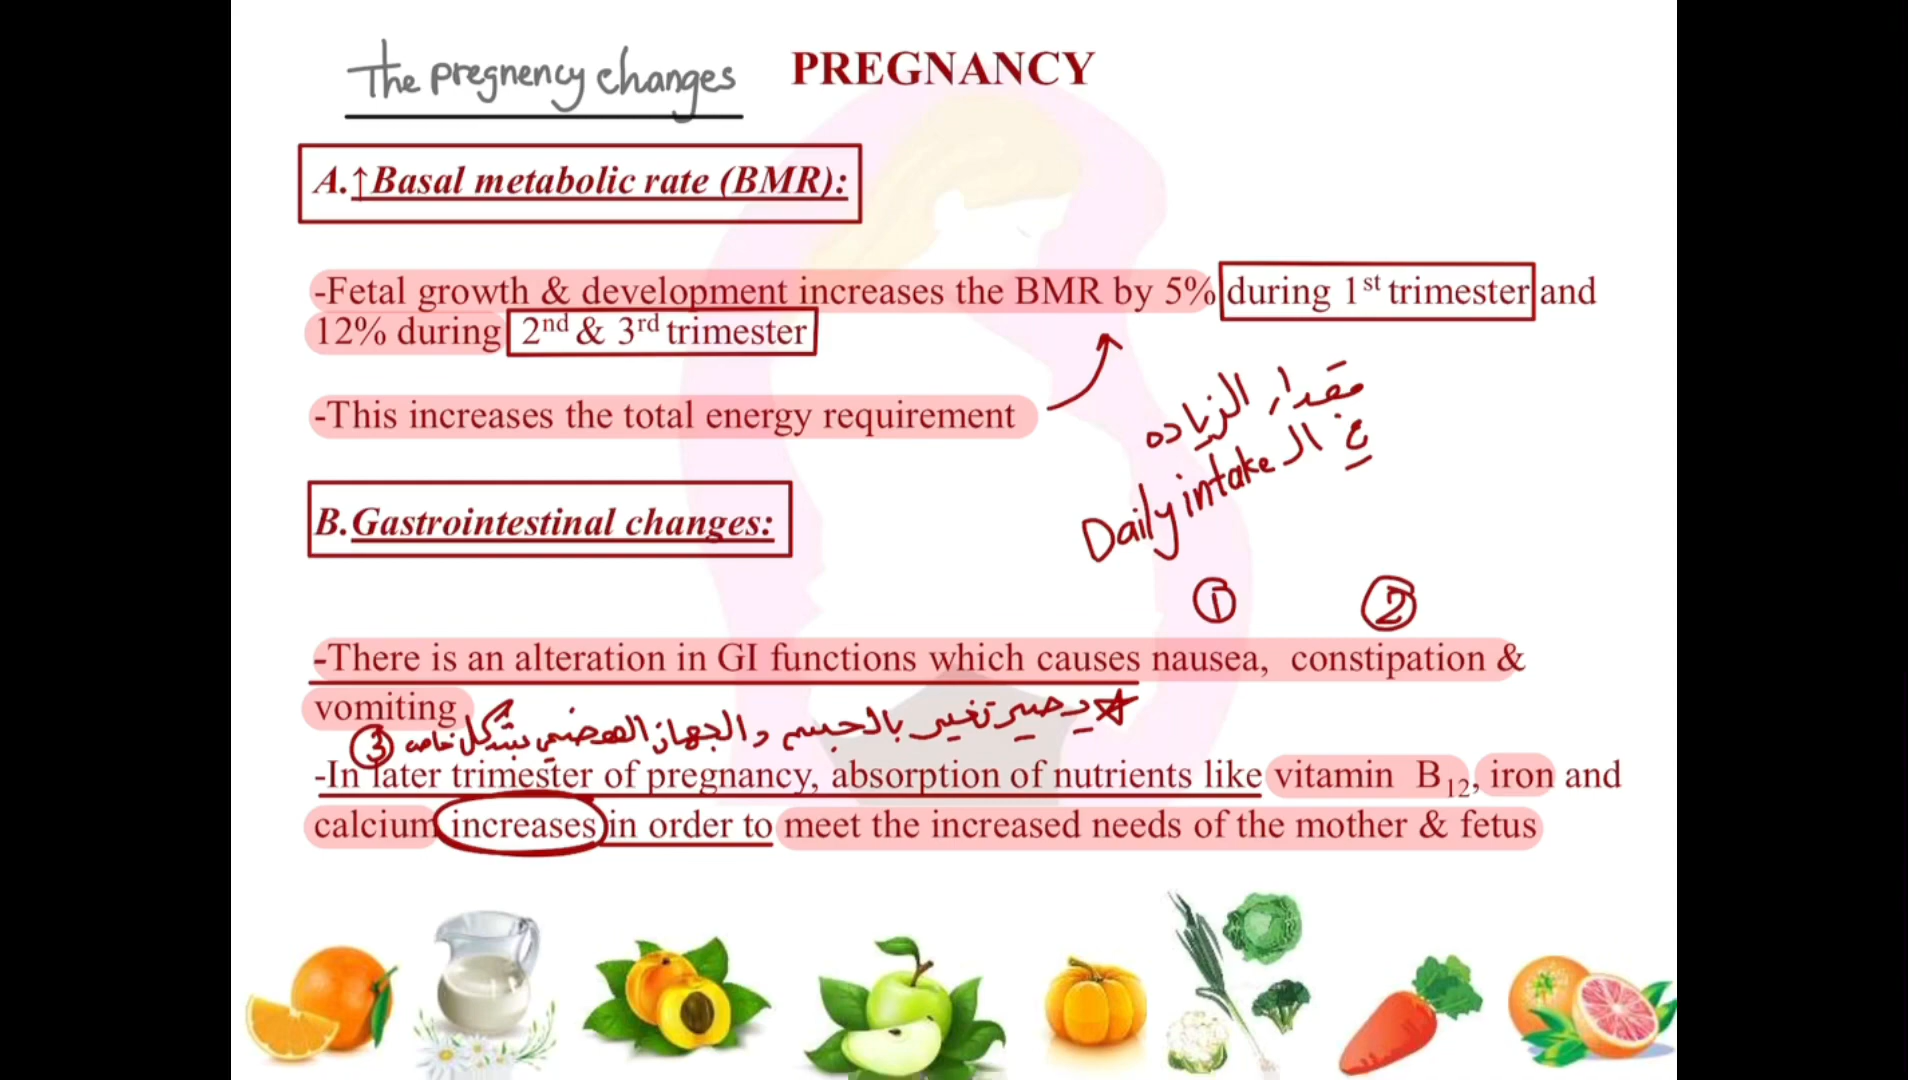 The pregnency changes
PREGNANCY
A.↑Basal metabolic rate (BMR):
-Fetal growth & development increases the BMR by 5% during 1st trimester and
12% during 2nd & 3rd trimester
-This increases the total energy requirement
مقدار الزياده
ع الـ
Daily intake
B.Gastrointestinal changes:
① ②
-There is an alteration in GI functions which causes nausea, constipation &
vomiting
③
يصير تغير بالجسم والجهاز الهضمي بشكل خاص
-In later trimester of pregnancy, absorption of nutrients like vitamin B12, iron and
calcium increases in order to meet the increased needs of the mother & fetus